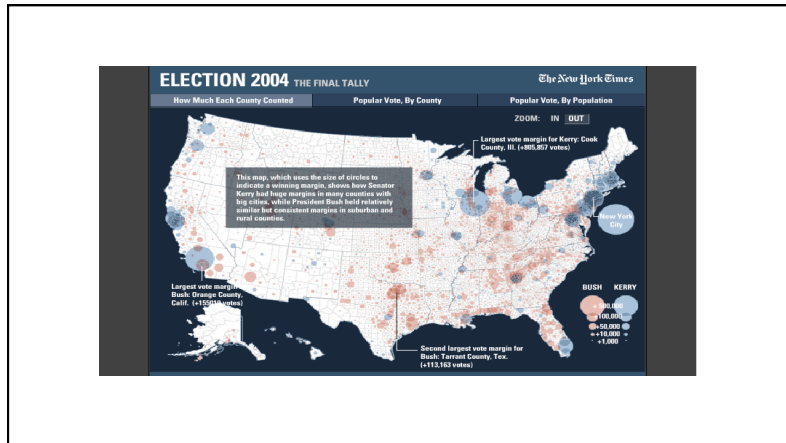 ELECTION 2004 THE FINAL TALLY
The New York Times
How Much Each County Counted
Popular Vote, By County
Popular Vote, By Population
ZOOM: IN OUT
Largest vote margin for Kerry: Cook
County, Ill. (+805,857 votes)
This map, which uses the size of circles to
indicate a winning margin, shows how Senator
Kerry had huge margins in many counties with
big cities, while President Bush held relatively
similar but consistent margins in suburban and
rural counties.
New York
City
Largest vote margin
Bush: Orange County,
Calif. votes)
BUSH KERRY
+100,000
+50,000
+10,000
+1,000
Second largest vote margin for
Bush: Tarrant County, Tex.
(+113,163 votes)